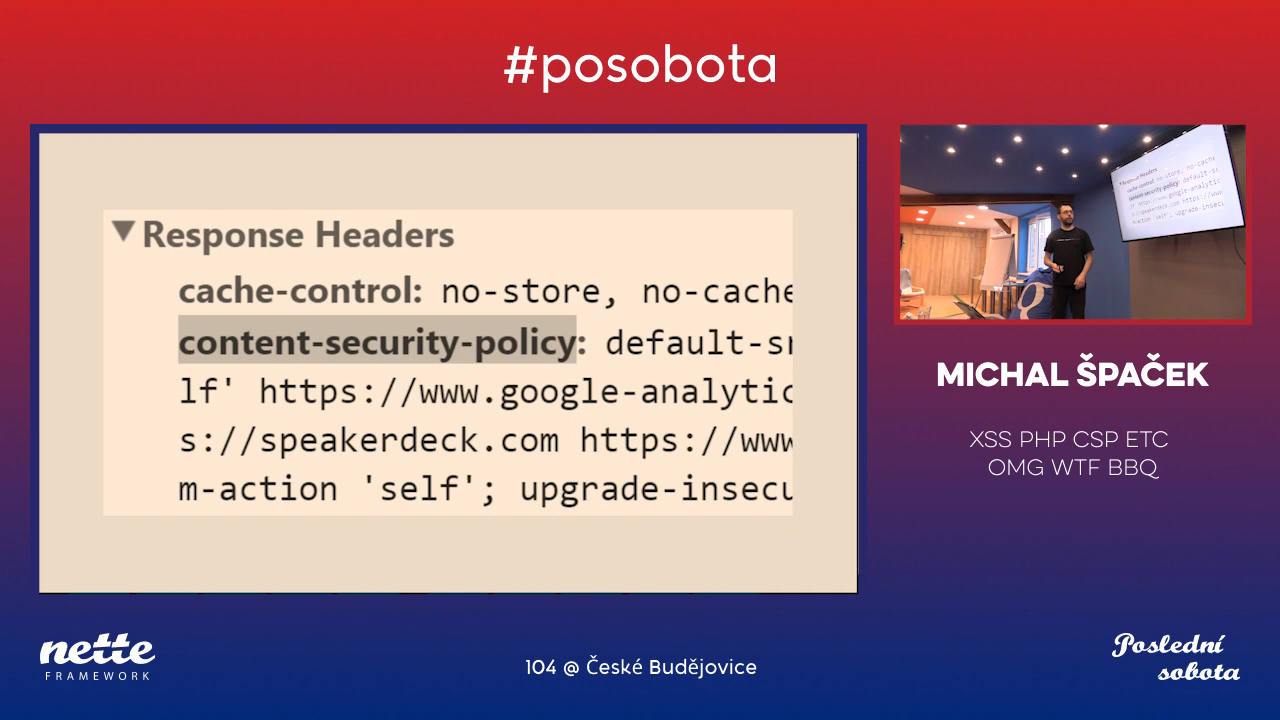 #posobota
Response Headers
cache-control: no-store, no-cache
content-security-policy: default-sr
lf' https://www.google-analytic
s://speakerdeck.com https://www
m-action 'self'; upgrade-insecu
MICHAL ŠPAČEK
XSS PHP CSP ETC
OMG WTF BBQ
nette
FRAMEWORK
104 @ České Budějovice
Poslední
sobota